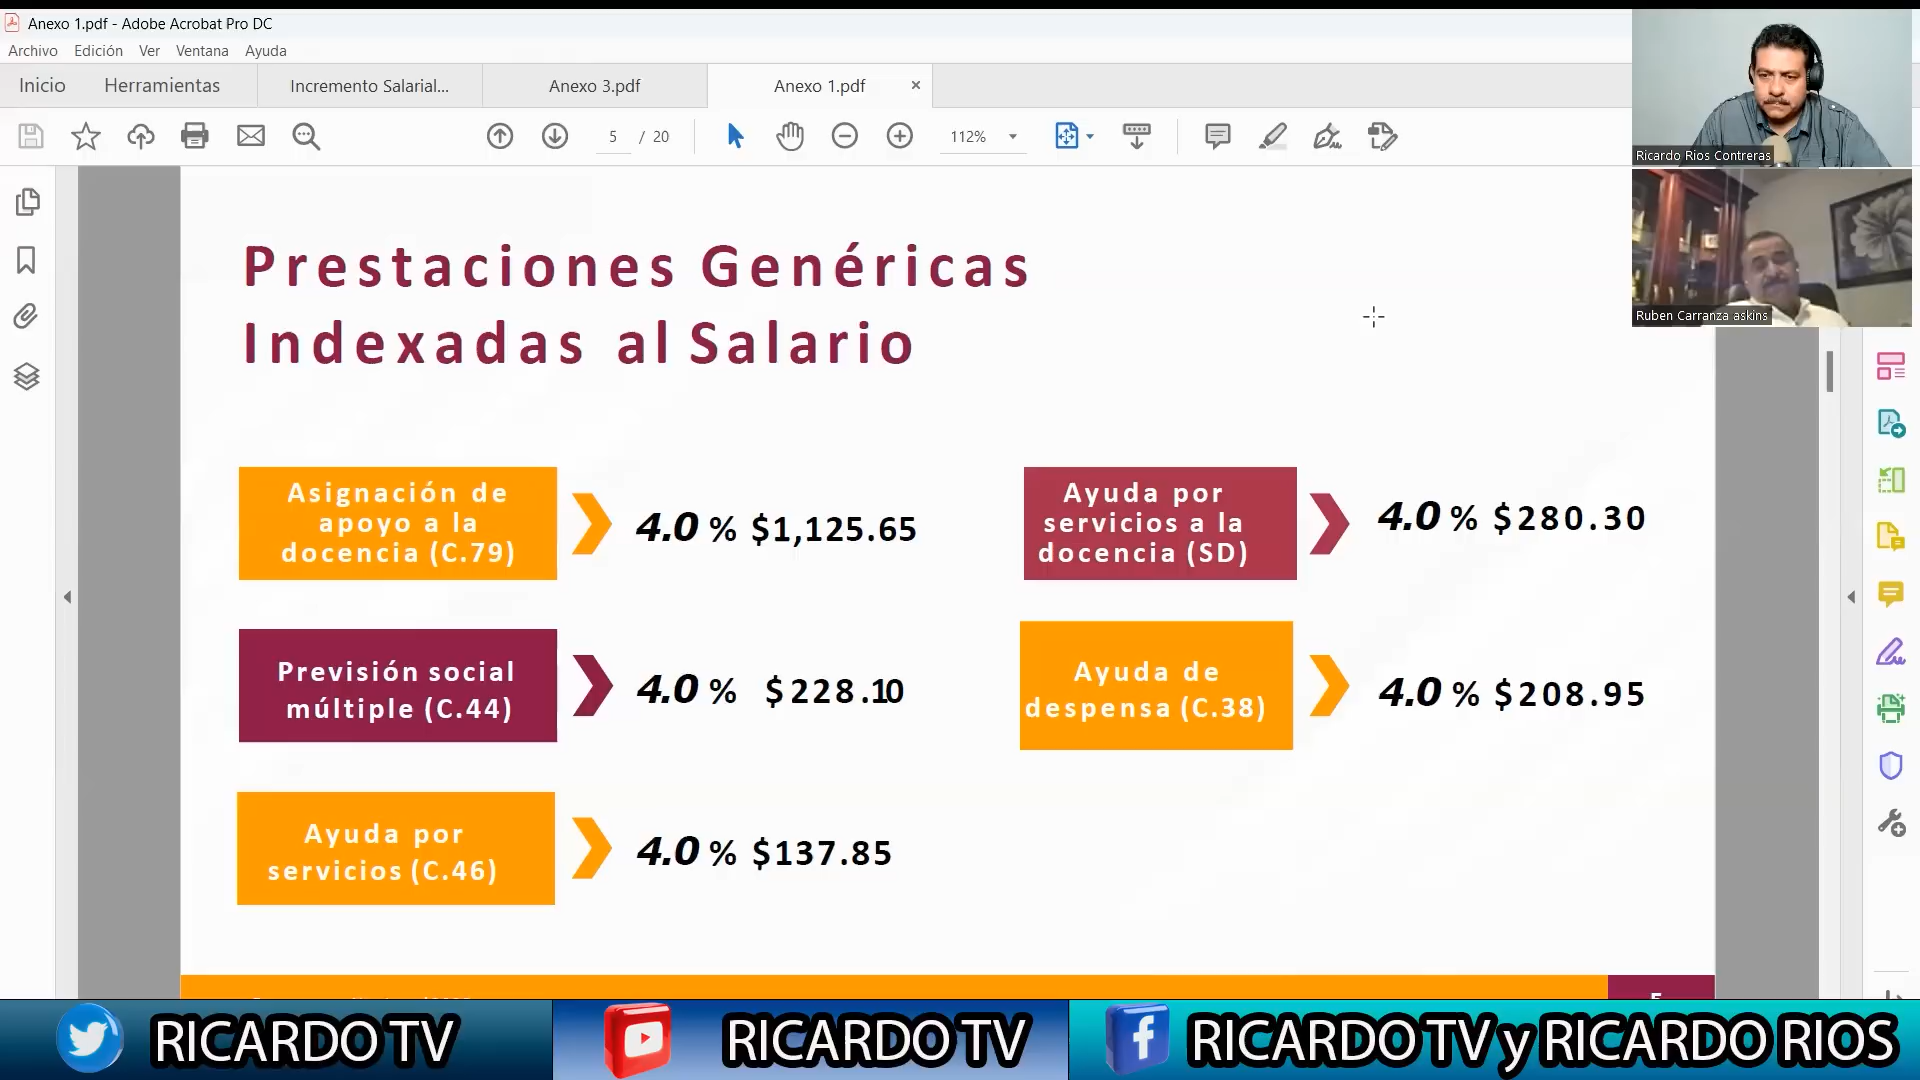 Anexo 1.pdf - Adobe Acrobat Pro DC
Archivo Edición Ver Ventana Ayuda
Inicio Herramientas Incremento Salarial... Anexo 3.pdf Anexo 1.pdf ×
5 / 20 112%
Ricardo Rios Contreras
Ruben Carranza askins
Prestaciones Genéricas
Indexadas al Salario
Asignación de
apoyo a la
docencia (C.79)
4.0 % $1,125.65
Ayuda por
servicios a la
docencia (SD)
4.0 % $280.30
Previsión social
múltiple (C.44)
4.0 % $228.10
Ayuda de
despensa (C.38)
4.0 % $208.95
Ayuda por
servicios (C.46)
4.0 % $137.85
RICARDO TV
RICARDO TV
RICARDO TV y RICARDO RIOS